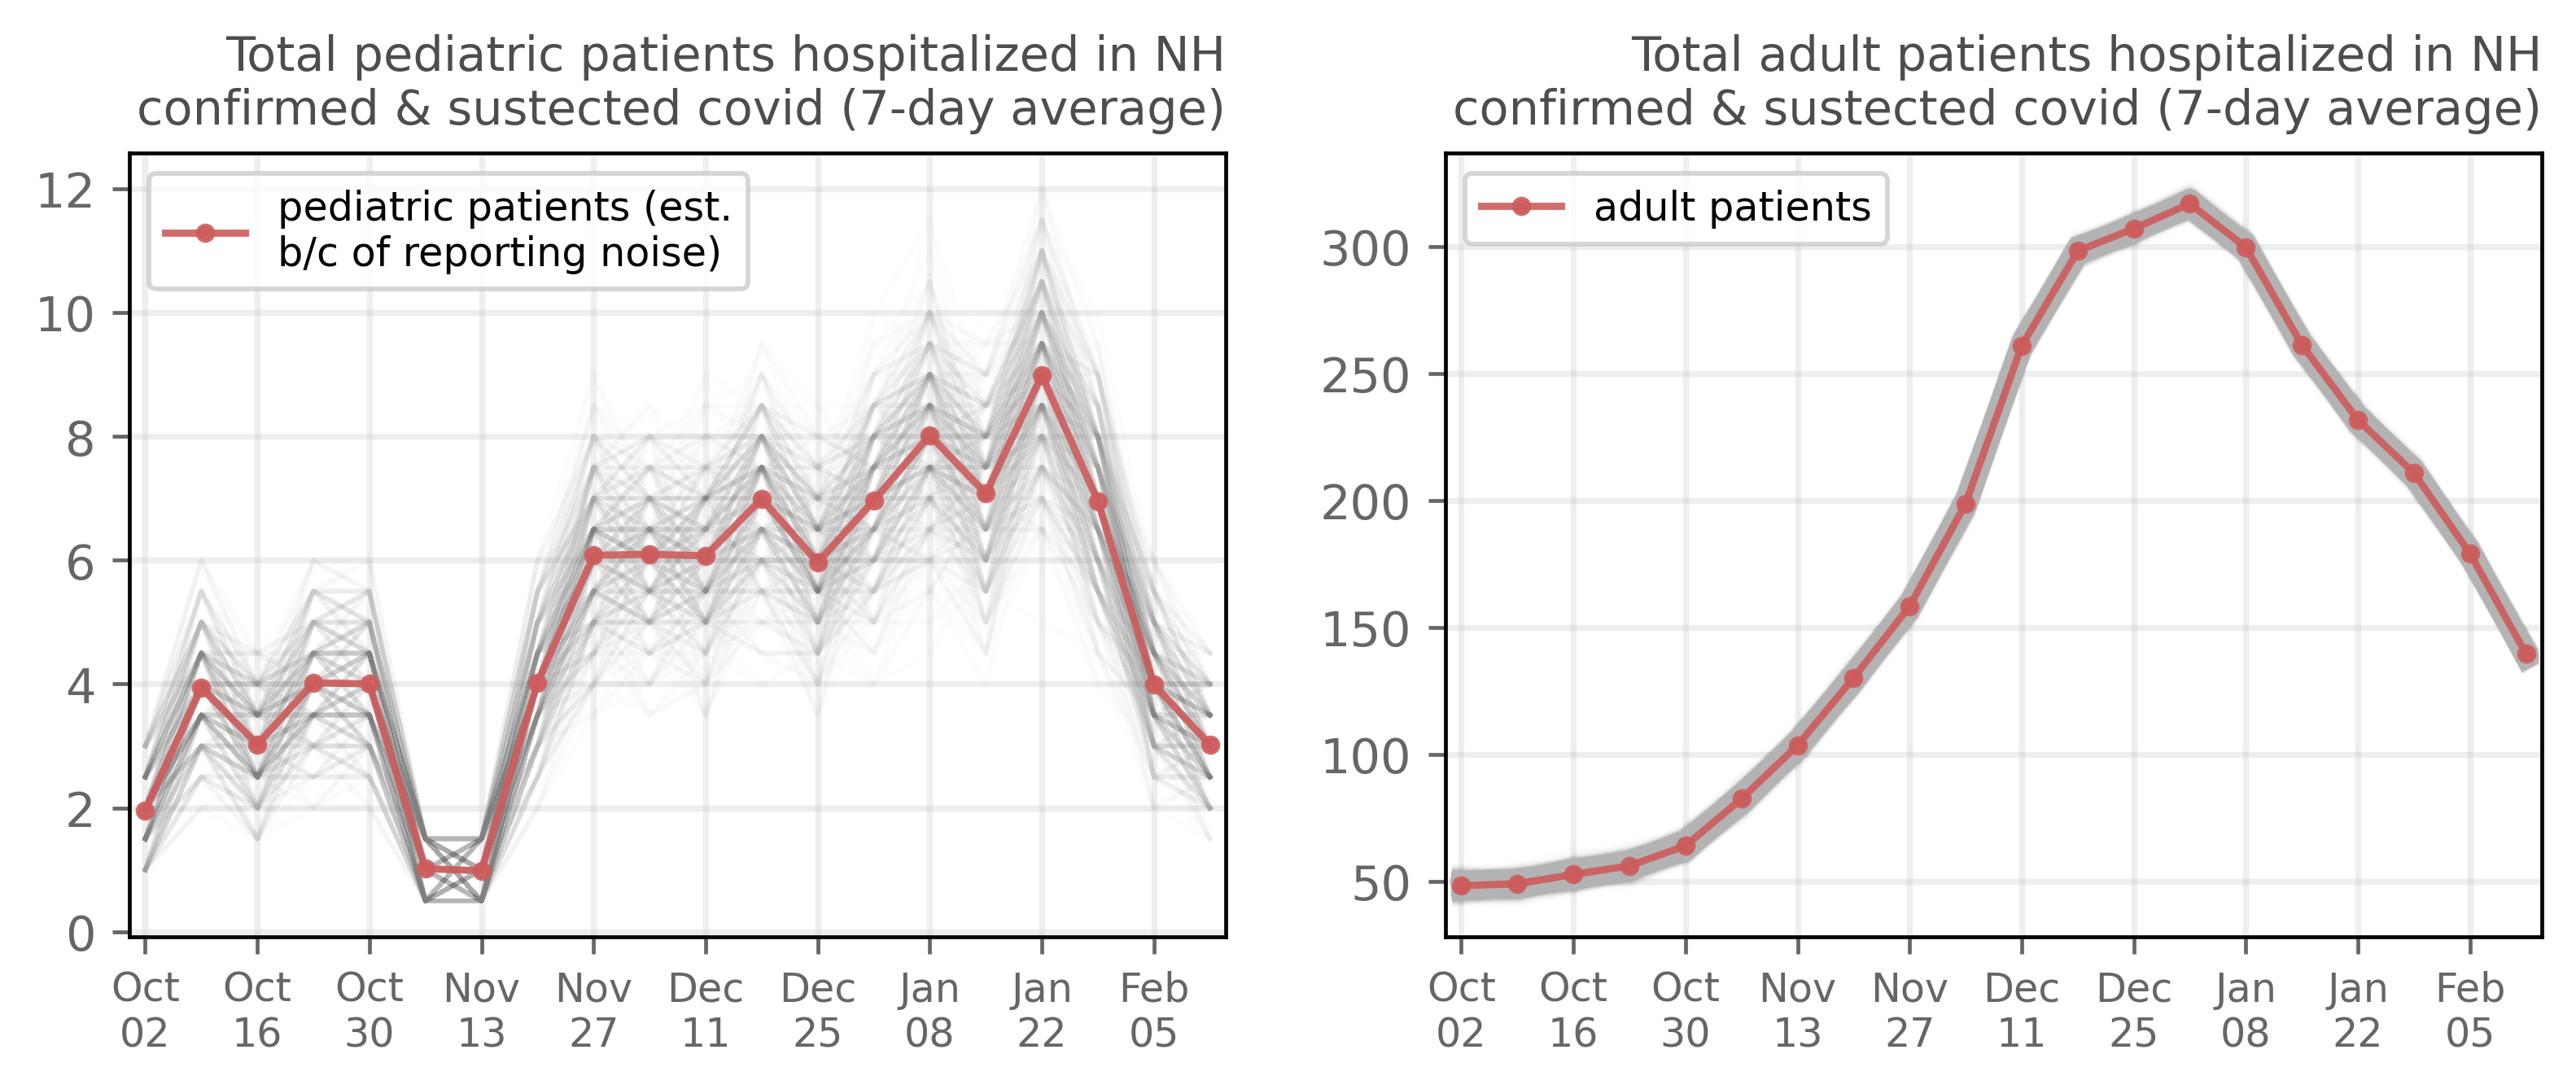 Total pediatric patients hospitalized in NH
confirmed & sustected covid (7-day average)
pediatric patients (est.
b/c of reporting noise)
12
10
8
6
4
2
0
Oct Oct Oct Nov Nov Dec Dec Jan Jan Feb
02 16 30 13 27 11 25 08 22 05
Total adult patients hospitalized in NH
confirmed & sustected covid (7-day average)
adult patients
300
250
200
150
100
50
Oct Oct Oct Nov Nov Dec Dec Jan Jan Feb
02 16 30 13 27 11 25 08 22 05